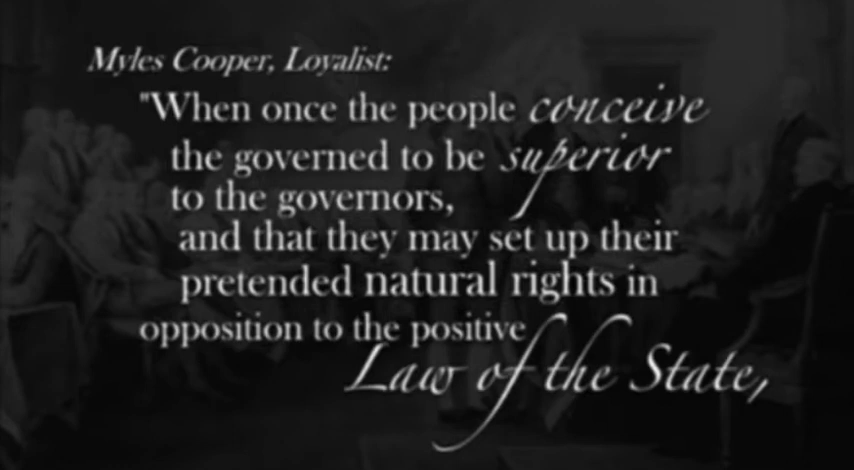 Myles Cooper, Loyalist:
"When once the people conceive
the governed to be superior
to the governors,
and that they may set up their
pretended natural rights in
opposition to the positive
Law of the State,